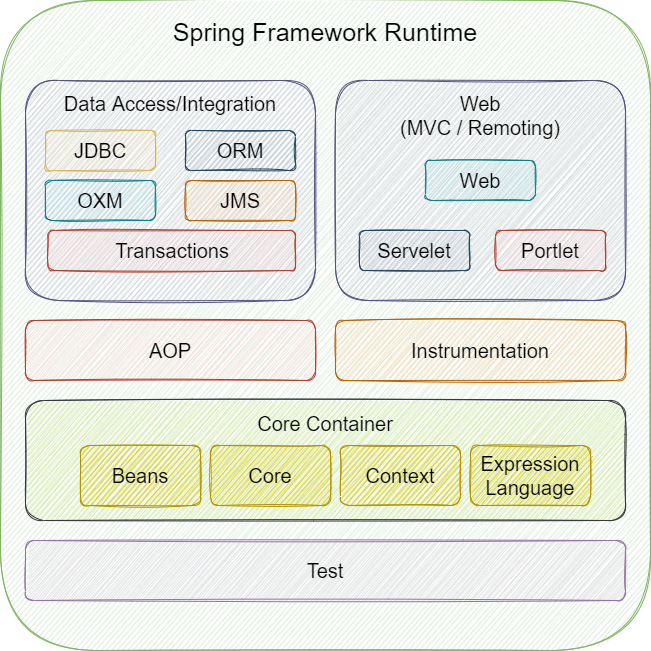 Spring Framework Runtime
Data Access/Integration
JDBC
ORM
OXM
JMS
Transactions
Web
(MVC / Remoting)
Web
Servelet
Portlet
AOP
Instrumentation
Core Container
Beans
Core
Context
Expression
Language
Test